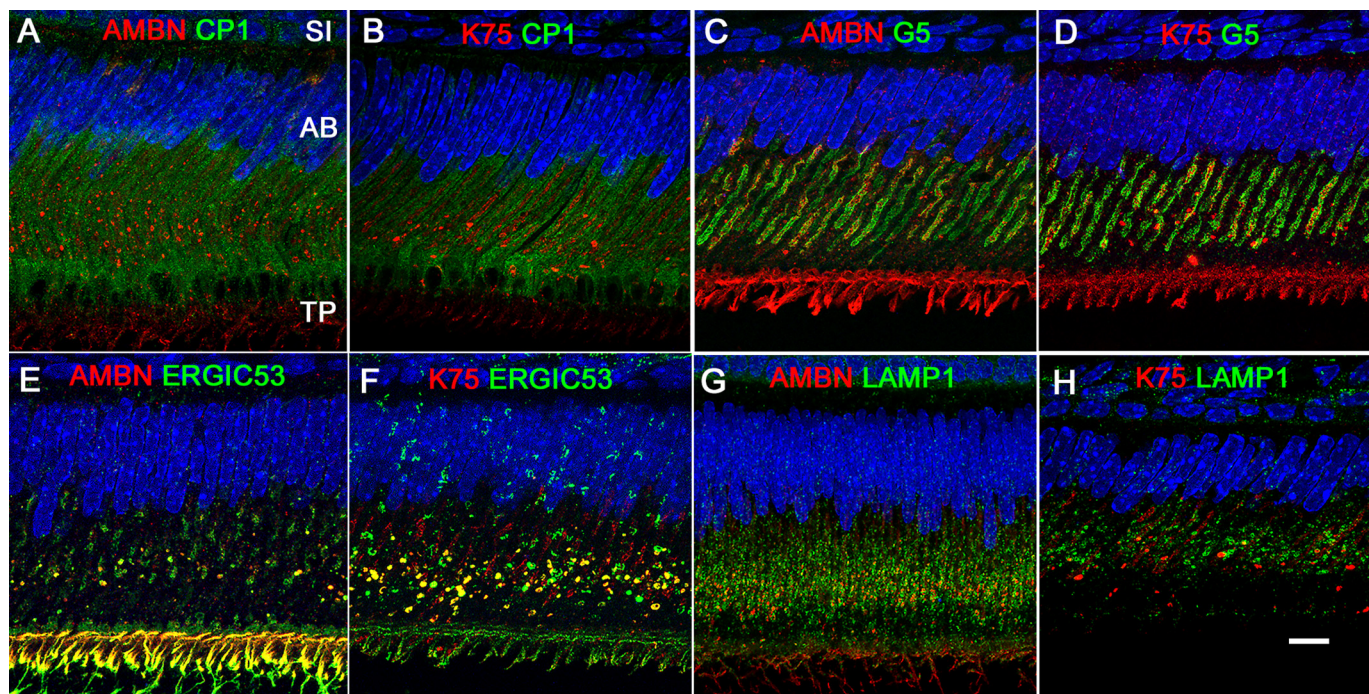 A AMBN CP1 SI
AB
TP
B K75 CP1
C AMBN G5
D K75 G5
E AMBN ERGIC53
F K75 ERGIC53
G AMBN LAMP1
H K75 LAMP1